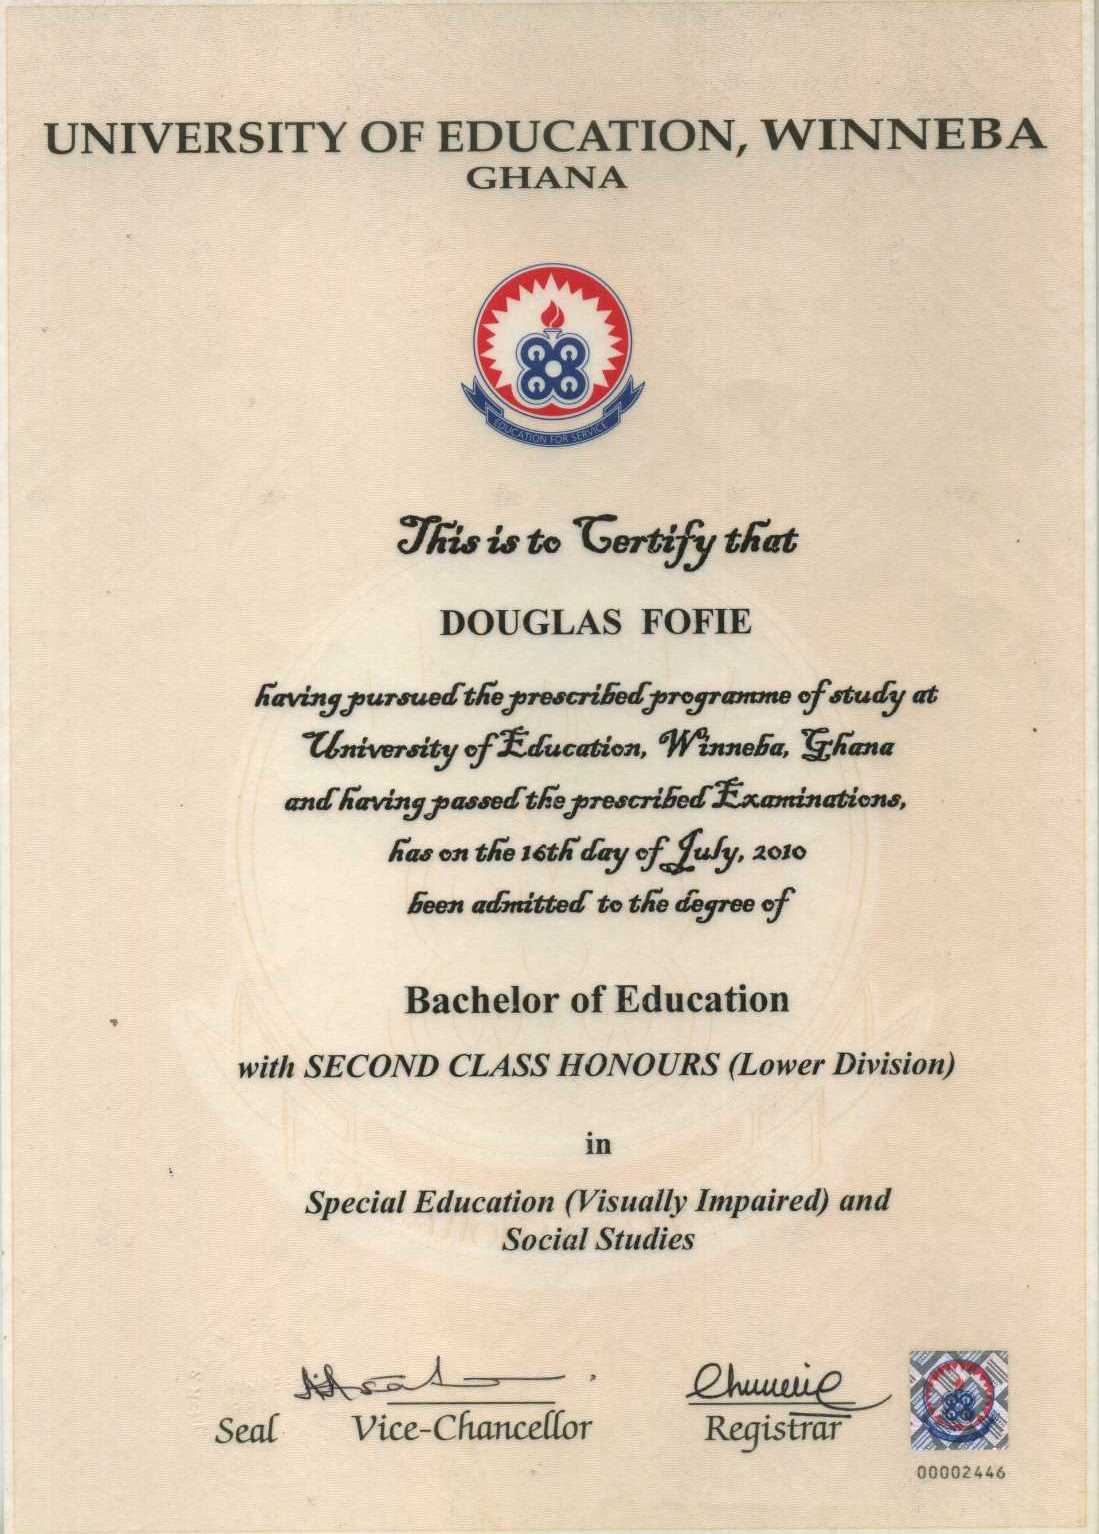 UNIVERSITY OF EDUCATION, WINNEBA
GHANA
EDUCATION FOR SERVICE
This is to Certify that
DOUGLAS FOFIE
having pursued the prescribed programme of study at
University of Education, Winneba, Ghana
and having passed the prescribed Examinations,
has on the 16th day of July, 2010
been admitted to the degree of
Bachelor of Education
with SECOND CLASS HONOURS (Lower Division)
in
Special Education (Visually Impaired) and
Social Studies
Seal Vice-Chancellor Registrar
00002446